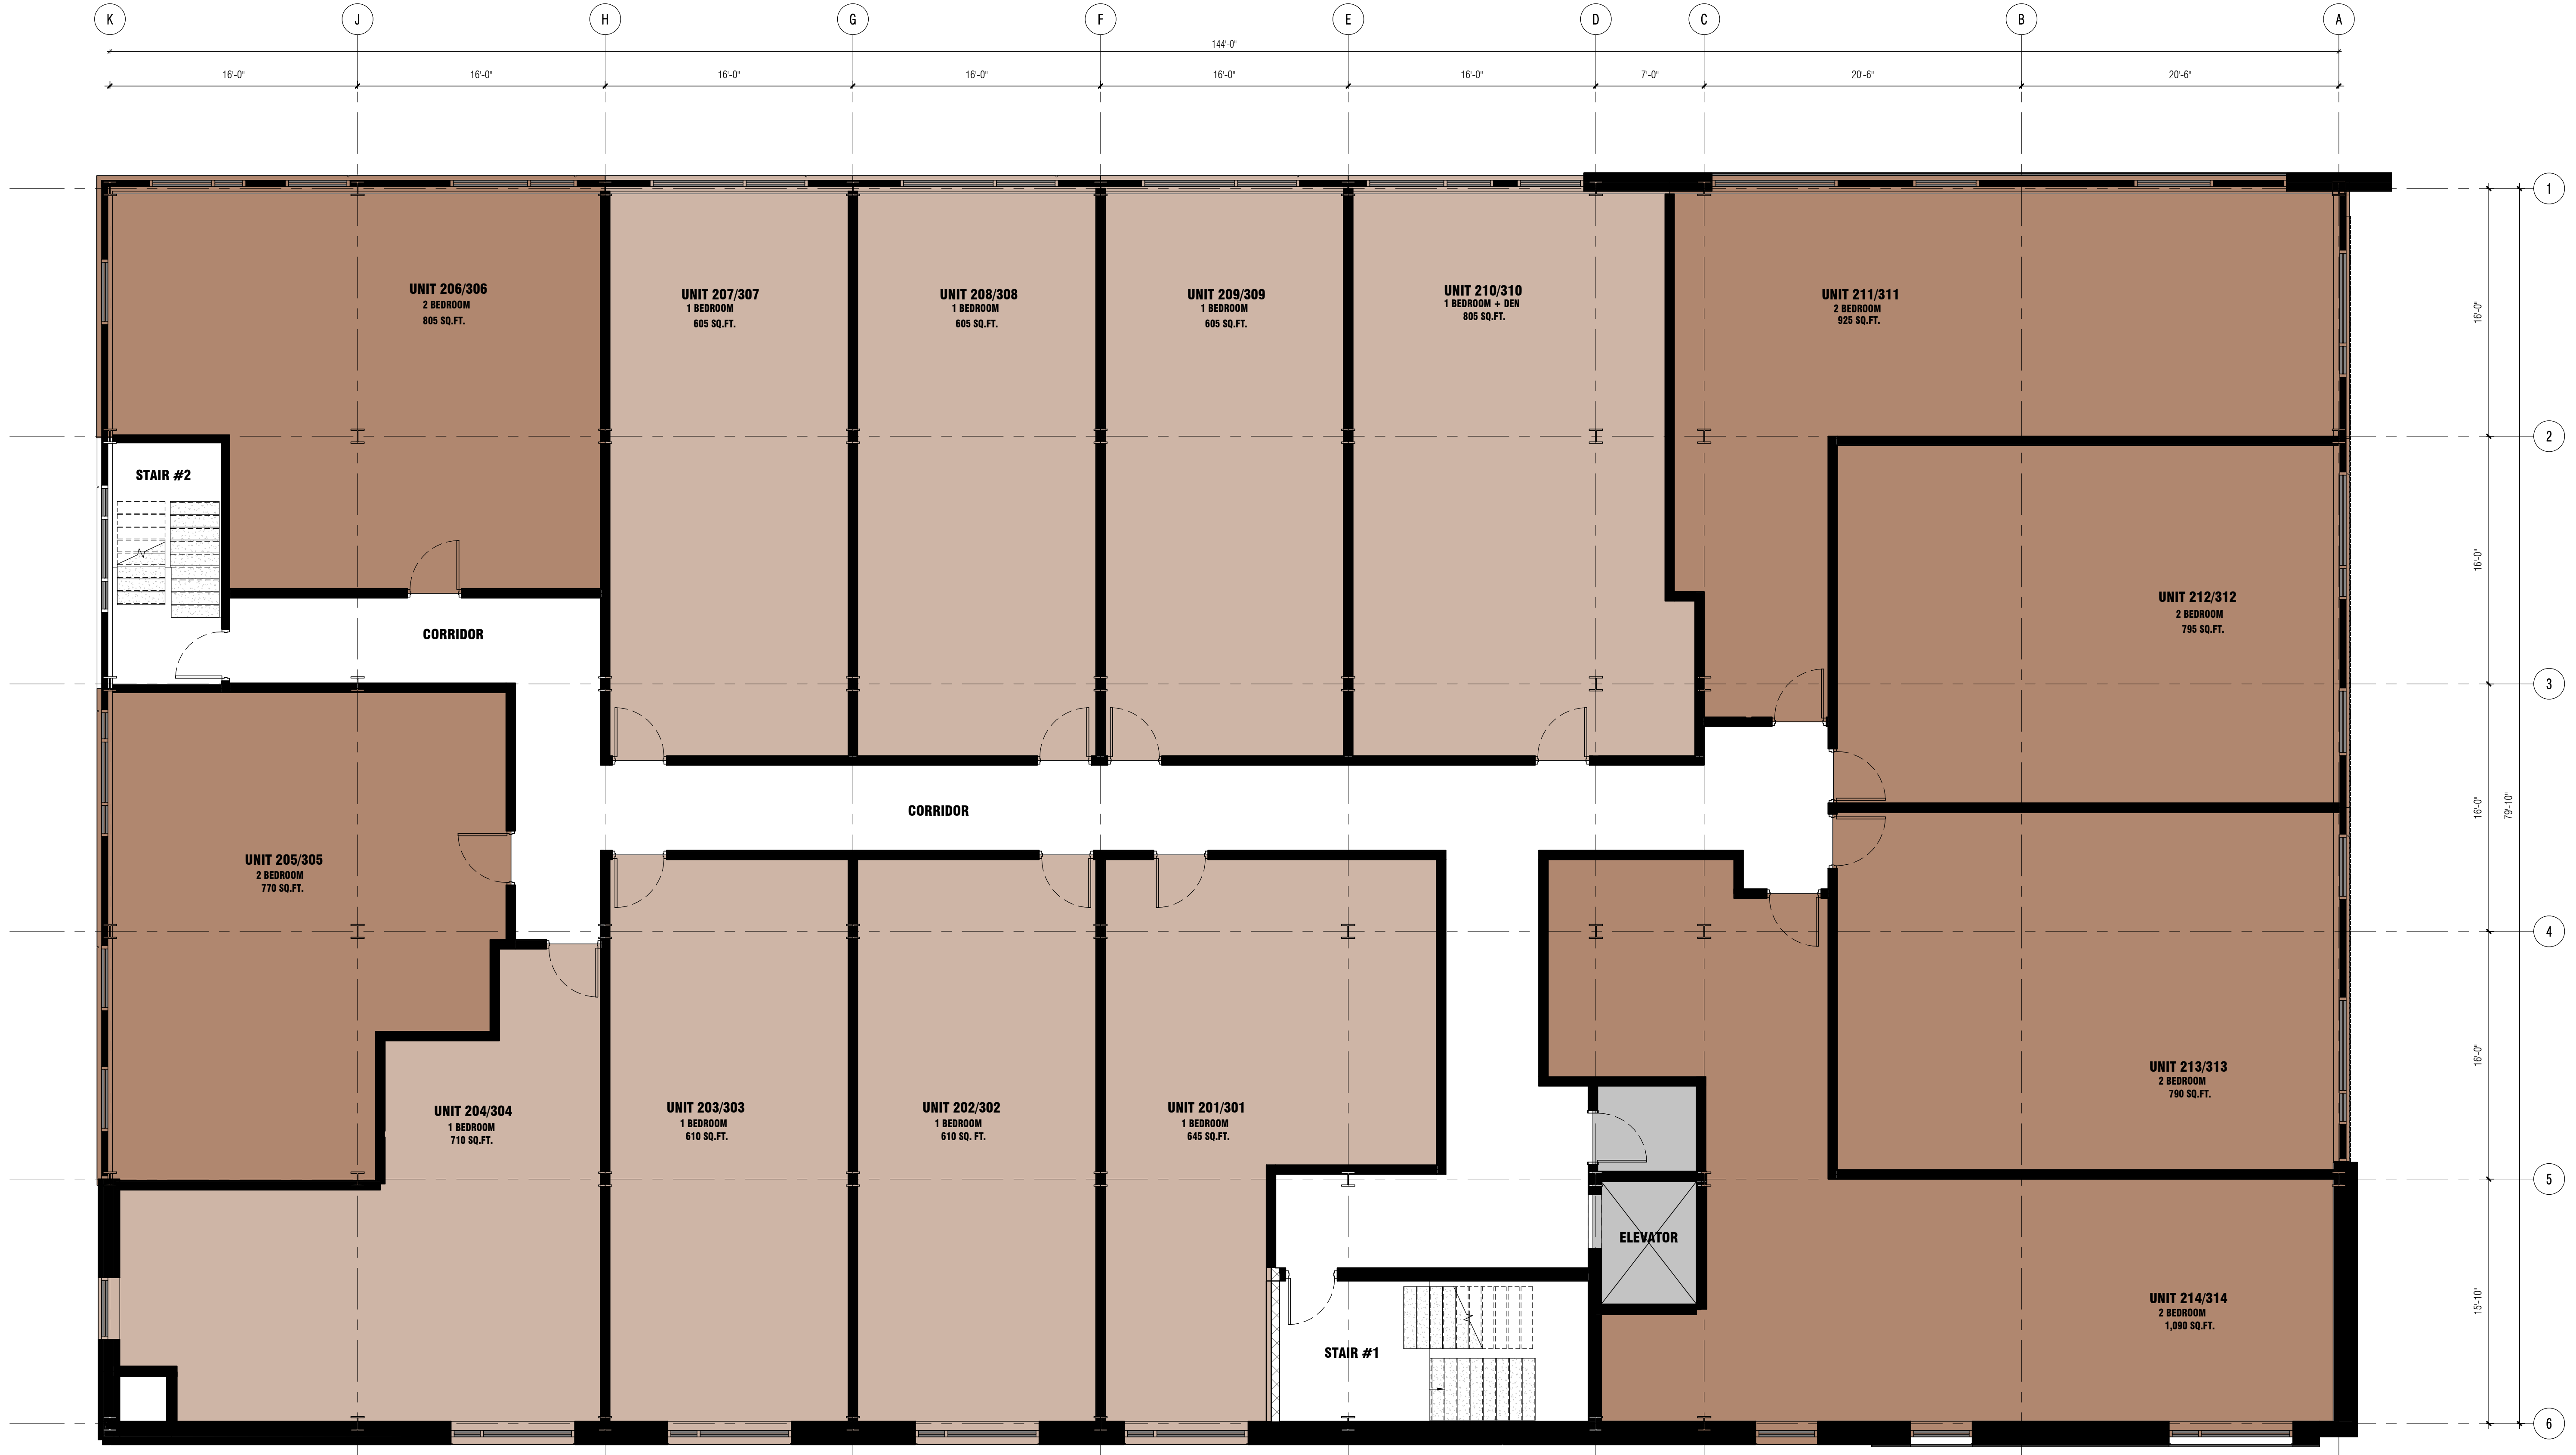 K J H G F E D C B A
144'-0"
16'-0" 16'-0" 16'-0" 16'-0" 16'-0" 16'-0" 7'-0" 20'-6" 20'-6"
1
UNIT 206/306
2 BEDROOM
805 SQ.FT.
UNIT 207/307
1 BEDROOM
605 SQ.FT.
UNIT 208/308
1 BEDROOM
605 SQ.FT.
UNIT 209/309
1 BEDROOM
605 SQ.FT.
UNIT 210/310
1 BEDROOM + DEN
805 SQ.FT.
UNIT 211/311
2 BEDROOM
925 SQ.FT.
16'-0"
2
STAIR #2
16'-0"
UNIT 212/312
2 BEDROOM
795 SQ.FT.
CORRIDOR
3
CORRIDOR
16'-0"
79'-10"
UNIT 205/305
2 BEDROOM
770 SQ.FT.
4
16'-0"
UNIT 213/313
2 BEDROOM
790 SQ.FT.
UNIT 204/304
1 BEDROOM
710 SQ.FT.
UNIT 203/303
1 BEDROOM
610 SQ.FT.
UNIT 202/302
1 BEDROOM
610 SQ. FT.
UNIT 201/301
1 BEDROOM
645 SQ.FT.
5
ELEVATOR
15'-10"
UNIT 214/314
2 BEDROOM
1,090 SQ.FT.
STAIR #1
6